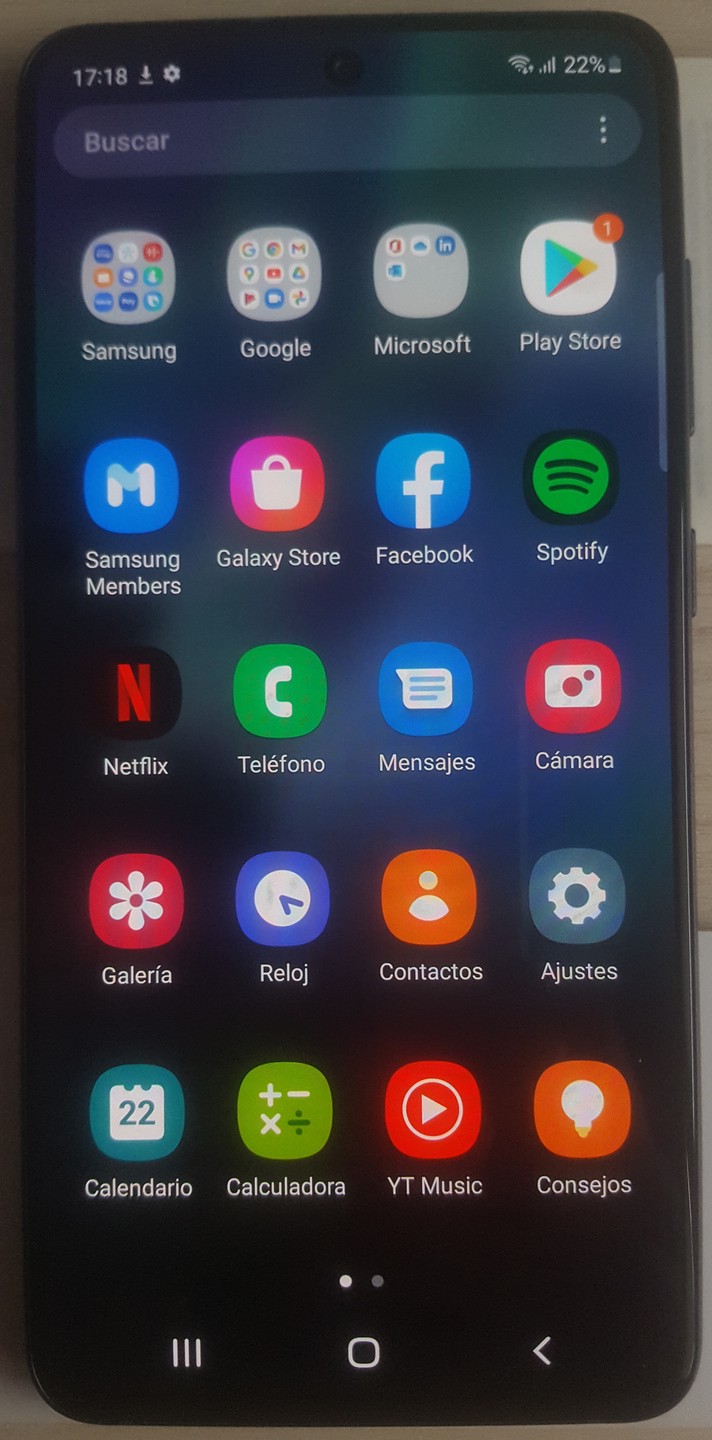 17:18 22%
Buscar
1
Samsung Google Microsoft Play Store
Samsung Members Galaxy Store Facebook Spotify
N
Netflix Teléfono Mensajes Cámara
Galería Reloj Contactos Ajustes
22
Calendario Calculadora YT Music Consejos